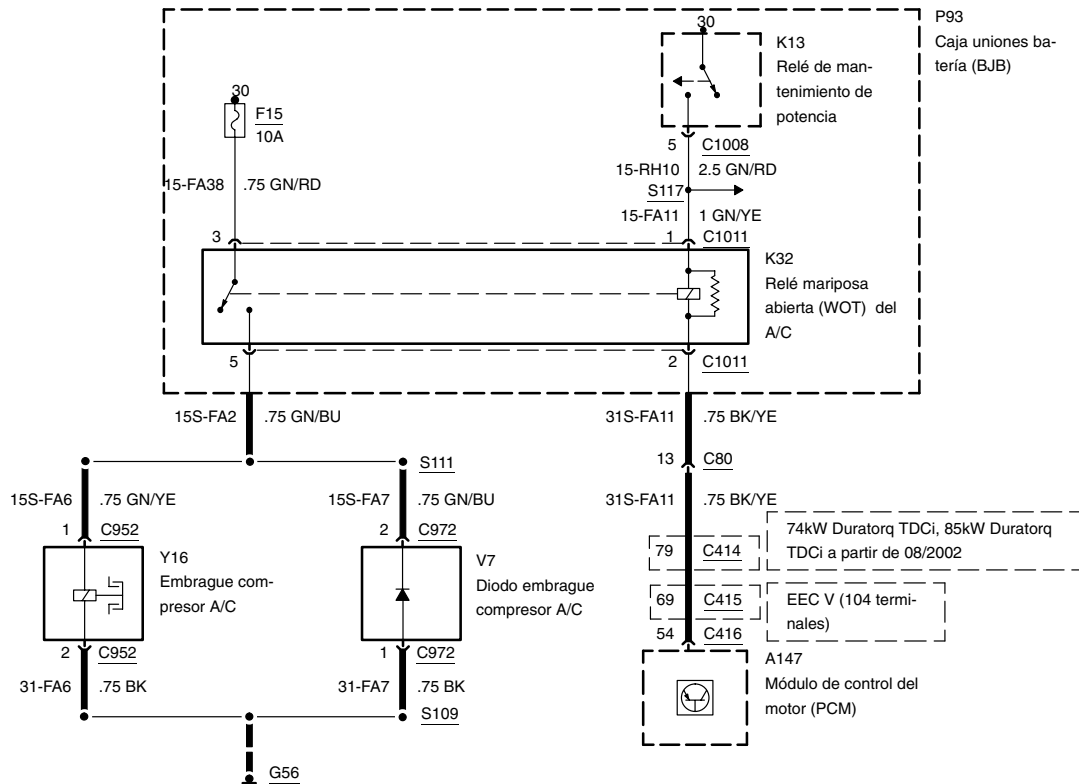 P93
Caja uniones ba-
tería (BJB)
30
K13
Relé de man-
tenimiento de
potencia
30
F15
10A
5 C1008
15-RH10 2.5 GN/RD
S117
15-FA38 .75 GN/RD
15-FA11 1 GN/YE
3
1 C1011
K32
Relé mariposa
abierta (WOT) del
A/C
5
2 C1011
15S-FA2 .75 GN/BU
31S-FA11 .75 BK/YE
S111
13 C80
15S-FA6 .75 GN/YE
15S-FA7 .75 GN/BU
31S-FA11 .75 BK/YE
1 C952
2 C972
74kW Duratorq TDCi, 85kW Duratorq
TDCi a partir de 08/2002
79 C414
Y16
Embrague com-
presor A/C
V7
Diodo embrague
compresor A/C
69 C415
EEC V (104 termi-
nales)
54 C416
2 C952
1 C972
A147
Módulo de control del
motor (PCM)
31-FA6 .75 BK
31-FA7 .75 BK
S109
G56